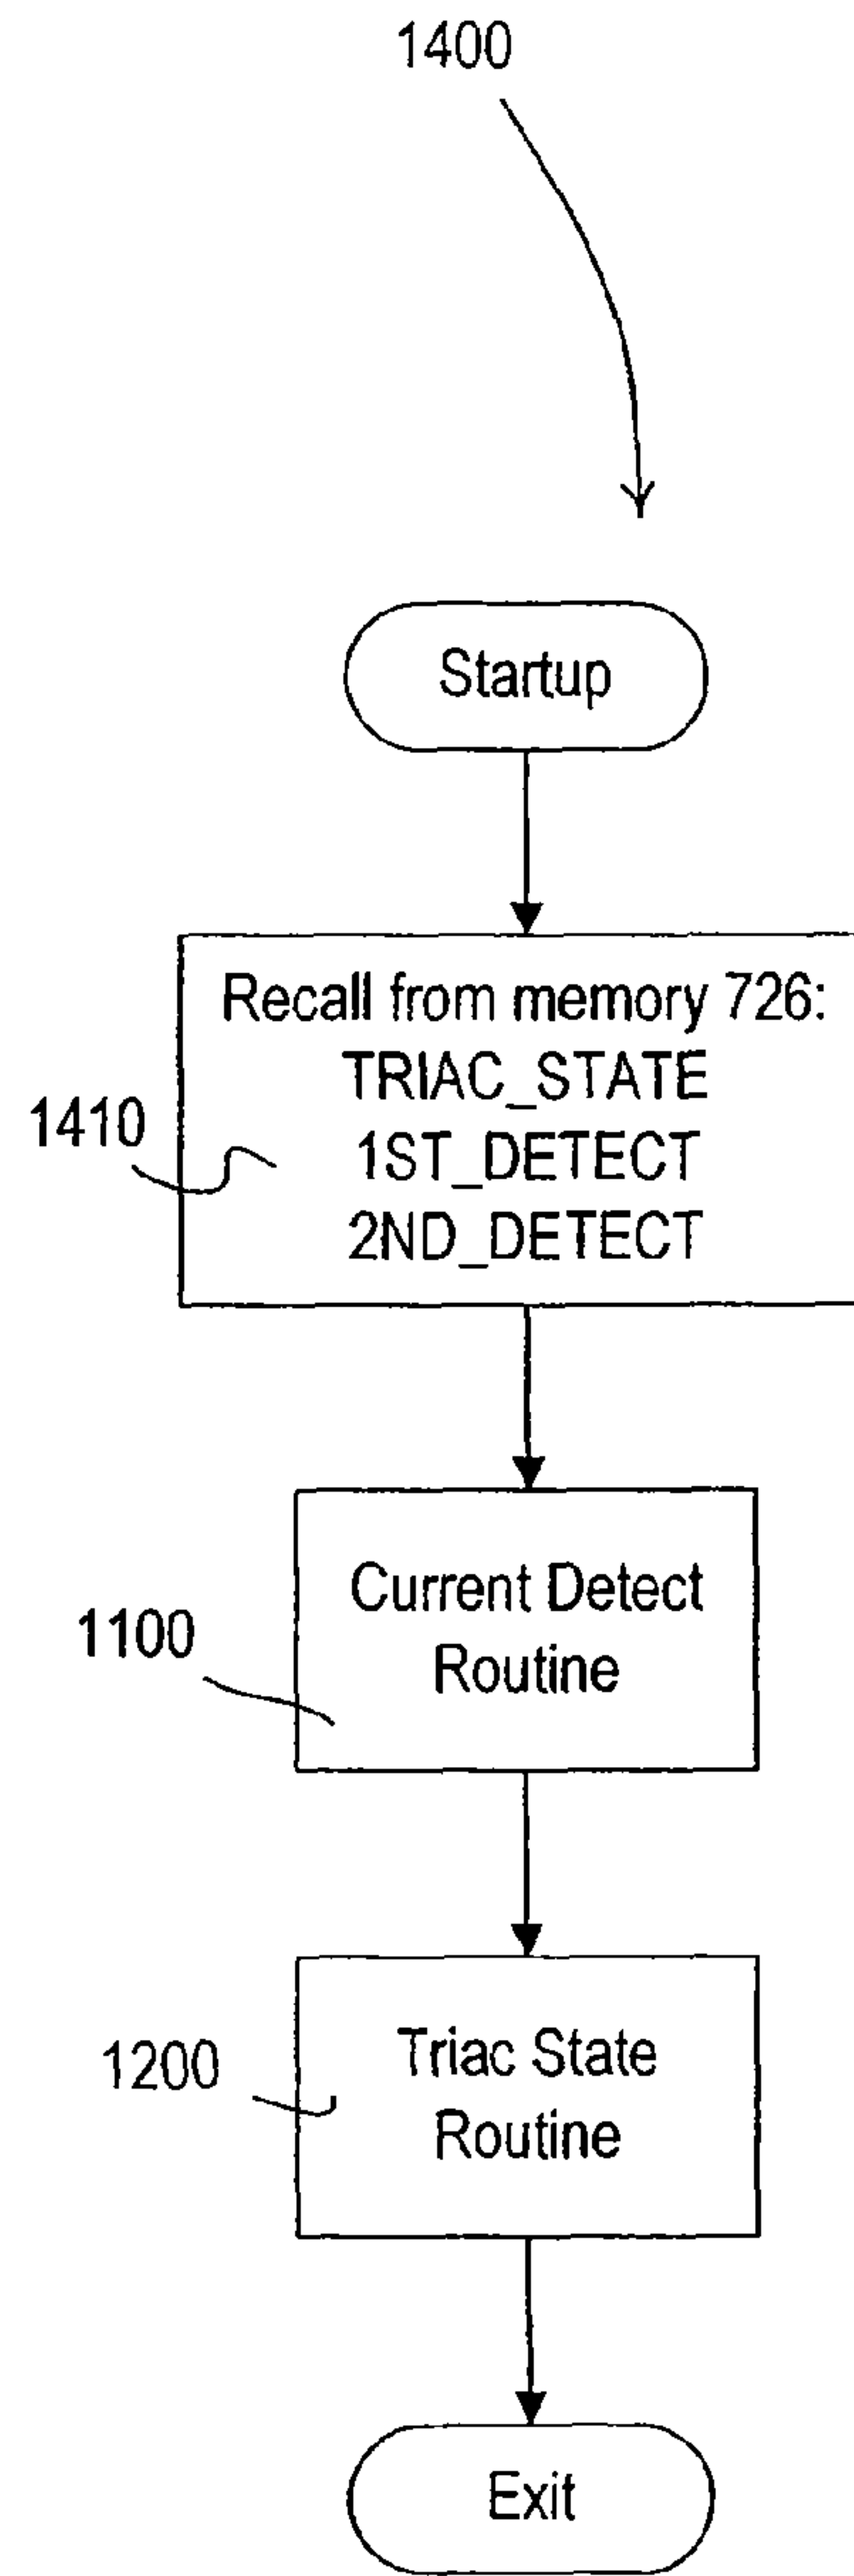 1400
Startup
Recall from memory 726:
TRIAC_STATE
1410
1ST_DETECT
2ND_DETECT
Current Detect
1100
Routine
Triac State
1200
Routine
Exit